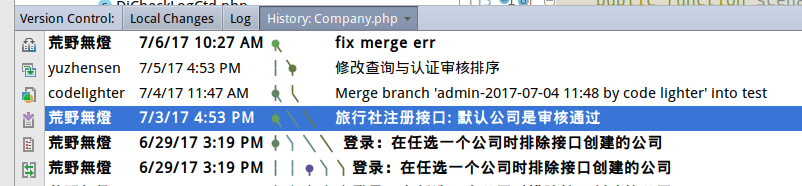 DjCheckLogCtd.php
public function scena
Version Control: Local Changes Log History: Company.php
荒野無燈 7/6/17 10:27 AM fix merge err
yuzhensen 7/5/17 4:53 PM 修改查询与认证审核排序
codelighter 7/4/17 11:47 AM Merge branch 'admin-2017-07-04 11:48 by code lighter' into test
荒野無燈 7/3/17 4:53 PM 旅行社注册接口: 默认公司是审核通过
荒野無燈 6/29/17 3:19 PM 登录：在任选一个公司时排除接口创建的公司
荒野無燈 6/29/17 3:19 PM 登录：在任选一个公司时排除接口创建的公司